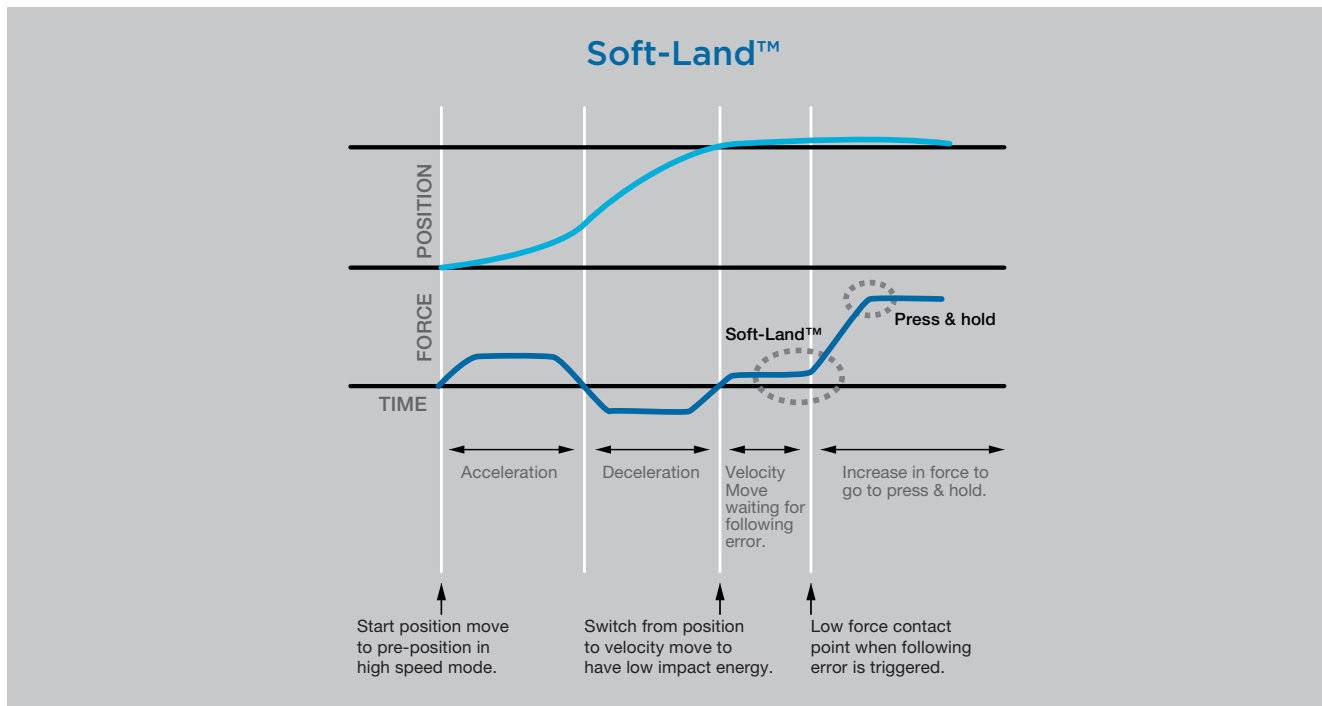 Soft-Land™
POSITION
FORCE
Soft-Land™
Press & hold
TIME
Acceleration
Deceleration
Velocity
Move
waiting for
following
error.
Increase in force to
go to press & hold.
Start position move
to pre-position in
high speed mode.
Switch from position
to velocity move to
have low impact energy.
Low force contact
point when following
error is triggered.